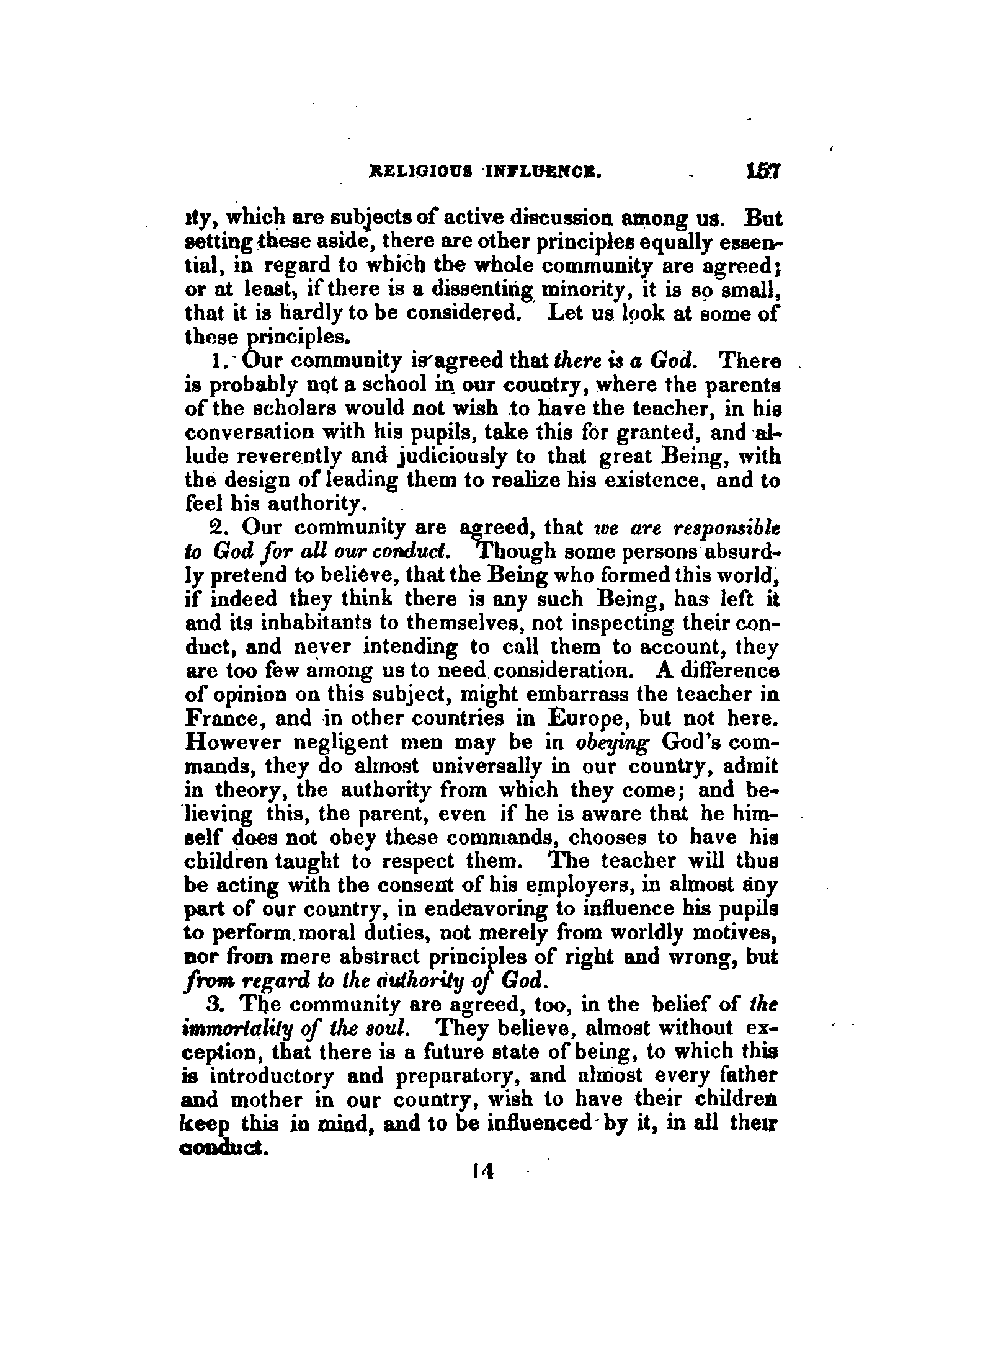 RELIGIOUS INFLUENCE. 157
ity, which are subjects of active discussion among us. But
setting these aside, there are other principles equally essen-
tial, in regard to which the whole community are agreed;
or at least, if there is a dissenting minority, it is so small,
that it is hardly to be considered. Let us look at some of
these principles.
1. Our community is agreed that there is a God. There
is probably not a school in our country, where the parents
of the scholars would not wish to have the teacher, in his
conversation with his pupils, take this for granted, and al-
lude reverently and judiciously to that great Being, with
the design of leading them to realize his existence, and to
feel his authority.
2. Our community are agreed, that we are responsible
to God for all our conduct. Though some persons absurd-
ly pretend to believe, that the Being who formed this world,
if indeed they think there is any such Being, has left it
and its inhabitants to themselves, not inspecting their con-
duct, and never intending to call them to account, they
are too few among us to need consideration. A difference
of opinion on this subject, might embarrass the teacher in
France, and in other countries in Europe, but not here.
However negligent men may be in obeying God's com-
mands, they do almost universally in our country, admit
in theory, the authority from which they come; and be-
lieving this, the parent, even if he is aware that he him-
self does not obey these commands, chooses to have his
children taught to respect them. The teacher will thus
be acting with the consent of his employers, in almost any
part of our country, in endeavoring to influence his pupils
to perform moral duties, not merely from worldly motives,
nor from mere abstract principles of right and wrong, but
from regard to the authority of God.
3. The community are agreed, too, in the belief of the
immortality of the soul. They believe, almost without ex-
ception, that there is a future state of being, to which this
is introductory and preparatory, and almost every father
and mother in our country, wish to have their children
keep this in mind, and to be influenced by it, in all their
conduct.
14